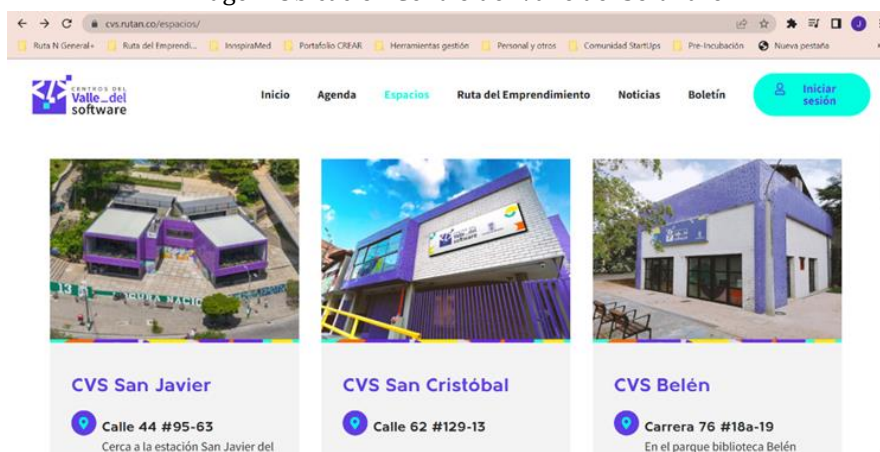 cvs.rutan.co/espacios/
Ruta N General+ Ruta del Emprendi... InnspiraMed Portafolio CREAR Herramientas gestión Personal y otros Comunidad StartUps Pre-Incubación Nueva pestaña
CENTROS DEL
Valle_del
software
Inicio Agenda Espacios Ruta del Emprendimiento Noticias Boletín Iniciar sesión
CVS San Javier
Calle 44 #95-63
Cerca a la estación San Javier del
CVS San Cristóbal
Calle 62 #129-13
CVS Belén
Carrera 76 #18a-19
En el parque biblioteca Belén